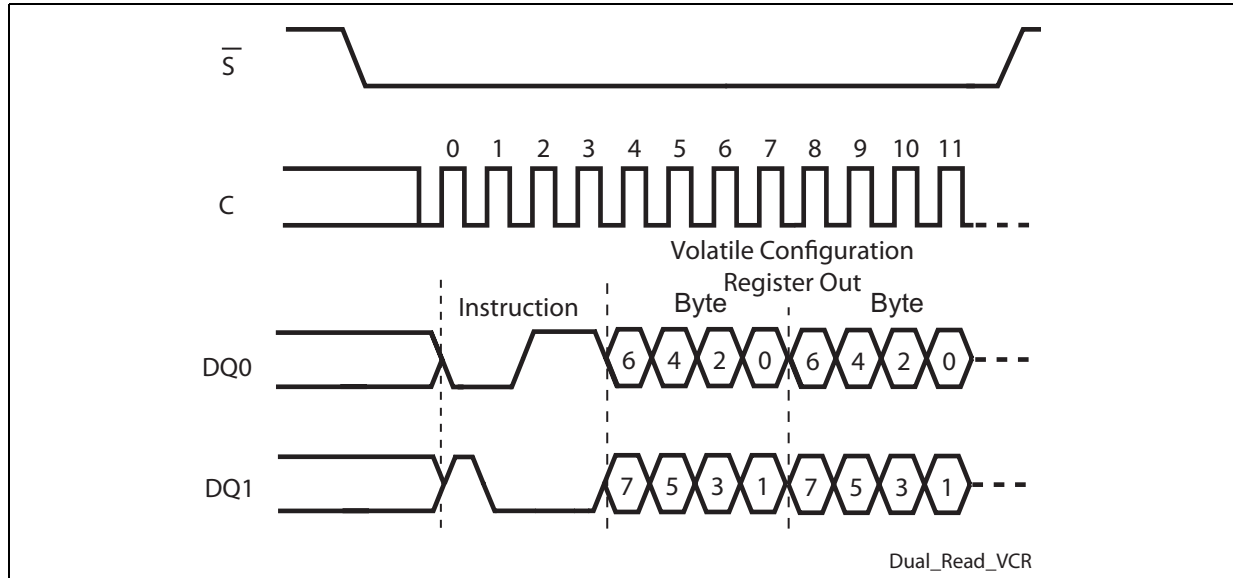 S
0 1 2 3 4 5 6 7 8 9 10 11
C
Volatile Configuration
Register Out
Instruction Byte Byte
DQ0 6 4 2 0 6 4 2 0
DQ1 7 5 3 1 7 5 3 1
Dual_Read_VCR